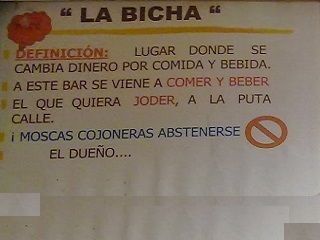 “ LA BICHA “
DEFINICIÓN: LUGAR DONDE SE
CAMBIA DINERO POR COMIDA Y BEBIDA.
A ESTE BAR SE VIENE A COMER Y BEBER
EL QUE QUIERA JODER, A LA PUTA
CALLE.
¡ MOSCAS COJONERAS ABSTENERSE
EL DUEÑO....